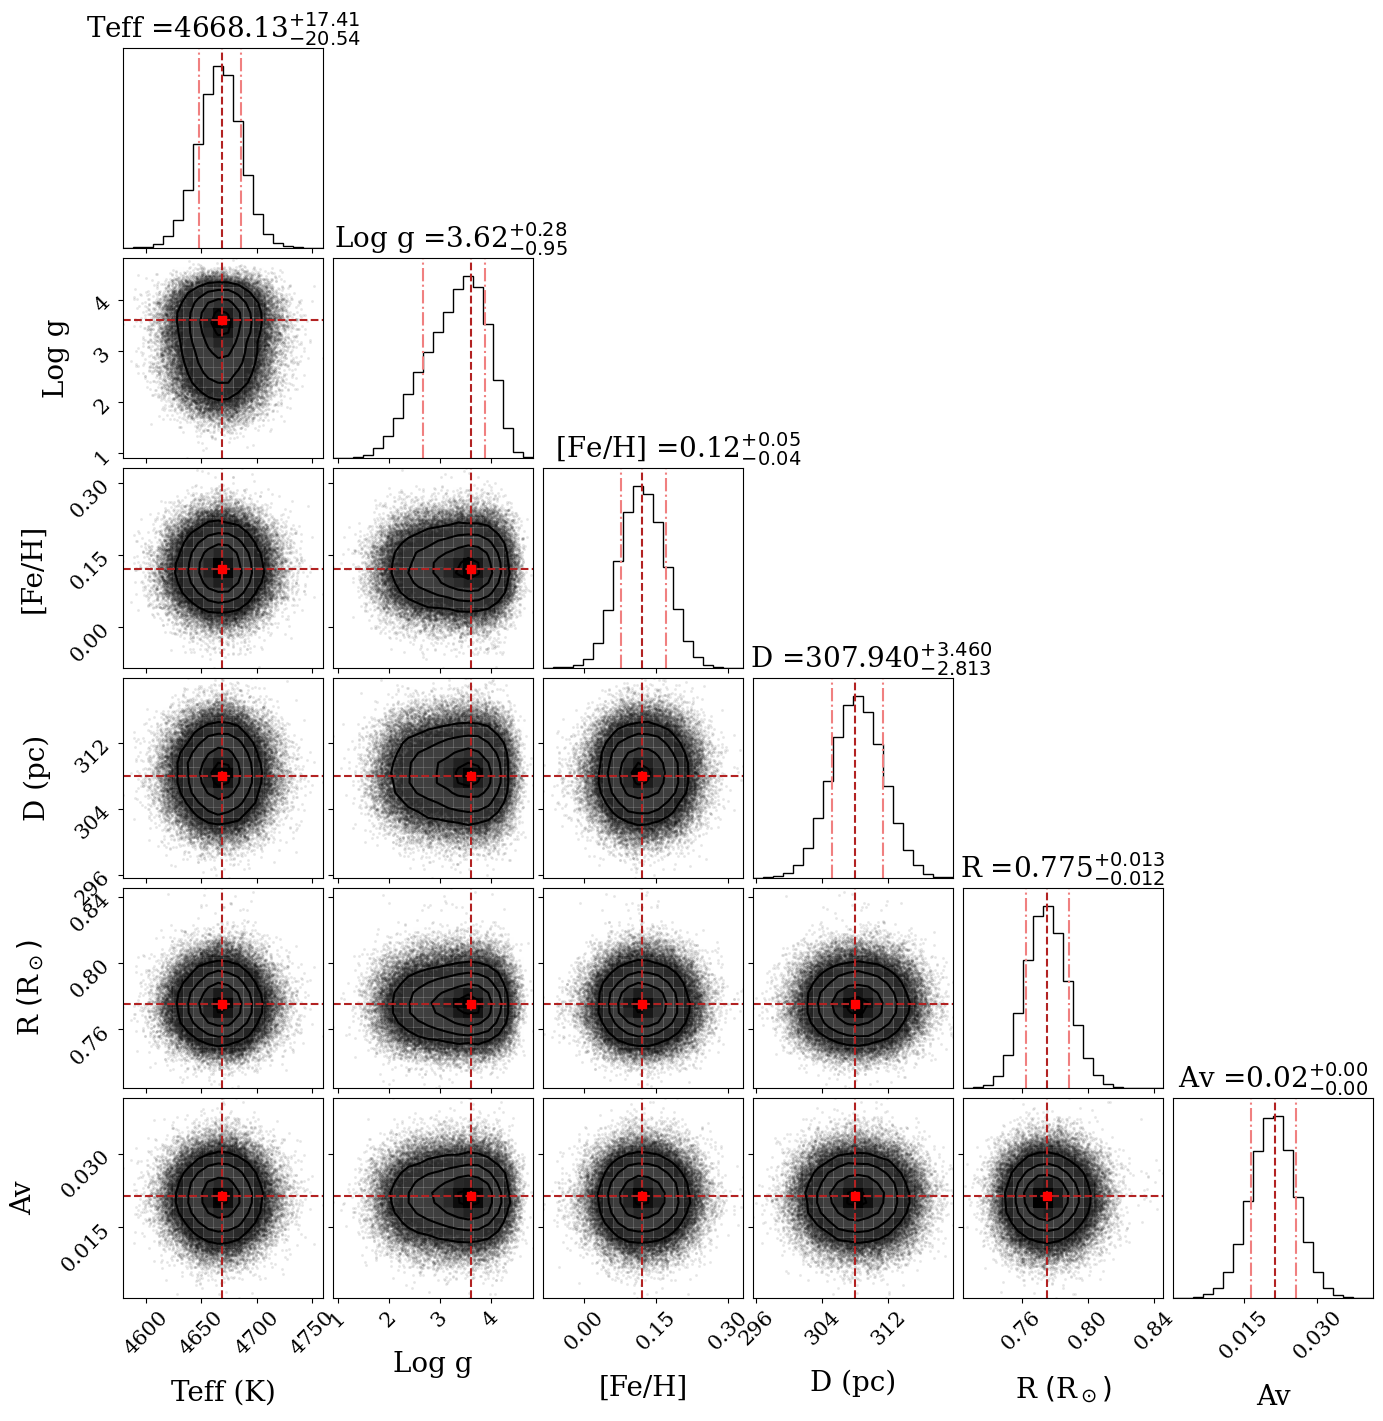 Teff =4668.13+17.41−20.54
Log g =3.62+0.28−0.95
Log g
4
3
2
1
[Fe/H] =0.12+0.05−0.04
[Fe/H]
0.30
0.15
0.00
D =307.940+3.460−2.813
D (pc)
312
304
296
R =0.775+0.013−0.012
R (R⊙)
0.84
0.80
0.76
Av =0.02+0.00−0.00
Av
0.030
0.015
4600 4650 4700 4750
1 2 3 4
0.00 0.15 0.30
296 304 312
0.76 0.80 0.84
0.015 0.030
Teff (K)
Log g
[Fe/H]
D (pc)
R (R⊙)
Av